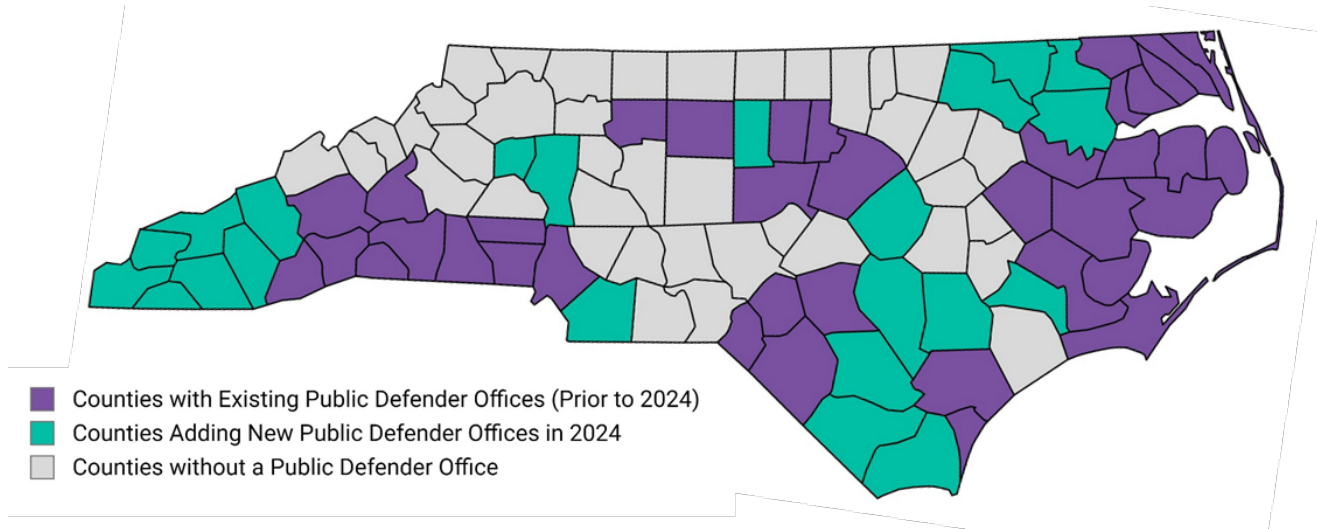 Counties with Existing Public Defender Offices (Prior to 2024)
Counties Adding New Public Defender Offices in 2024
Counties without a Public Defender Office